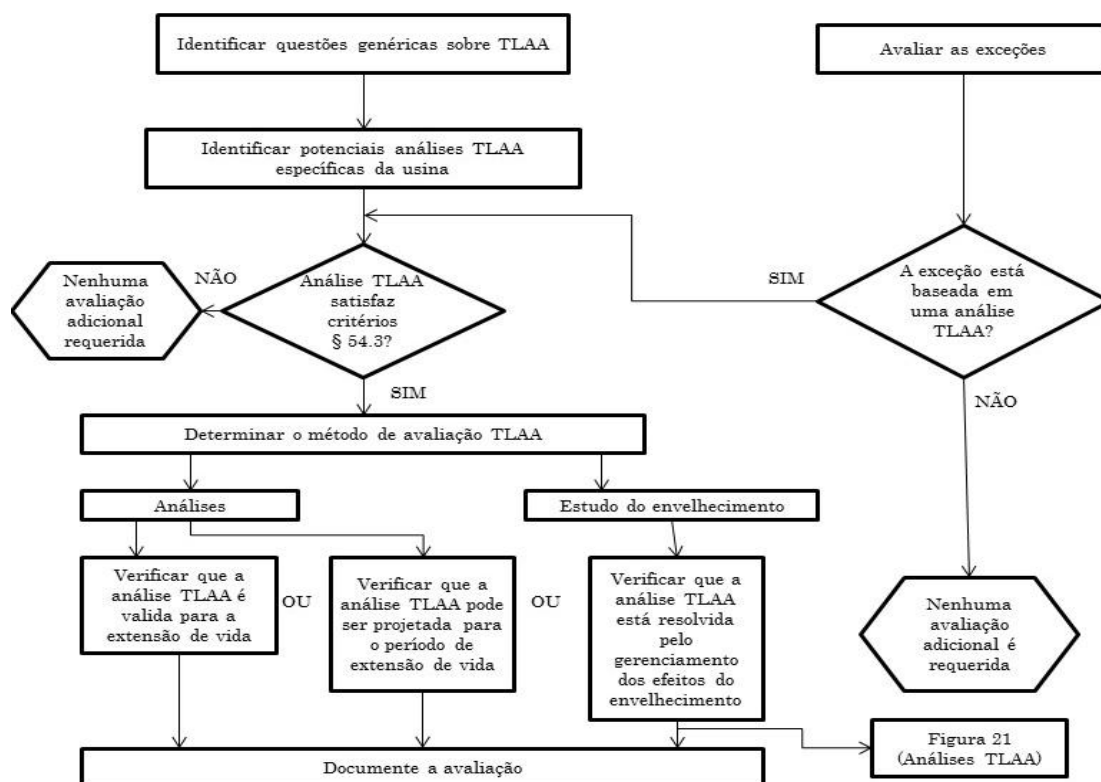 Identificar questões genéricas sobre TLAA
Avaliar as exceções
Identificar potenciais análises TLAA
específicas da usina
Nenhuma
avaliação
adicional
requerida
NÃO
Análise TLAA
satisfaz
critérios
§ 54.3?
SIM
A exceção está
baseada em
uma análise
TLAA?
SIM
NÃO
Determinar o método de avaliação TLAA
Análises
Estudo do envelhecimento
Verificar que a
análise TLAA é
valida para a
extensão de vida
OU
Verificar que a
análise TLAA pode
ser projetada para
o período de
extensão de vida
OU
Verificar que a
análise TLAA
está resolvida
pelo
gerenciamento
dos efeitos do
envelhecimento
Nenhuma
avaliação
adicional é
requerida
Figura 21
(Análises TLAA)
Documente a avaliação